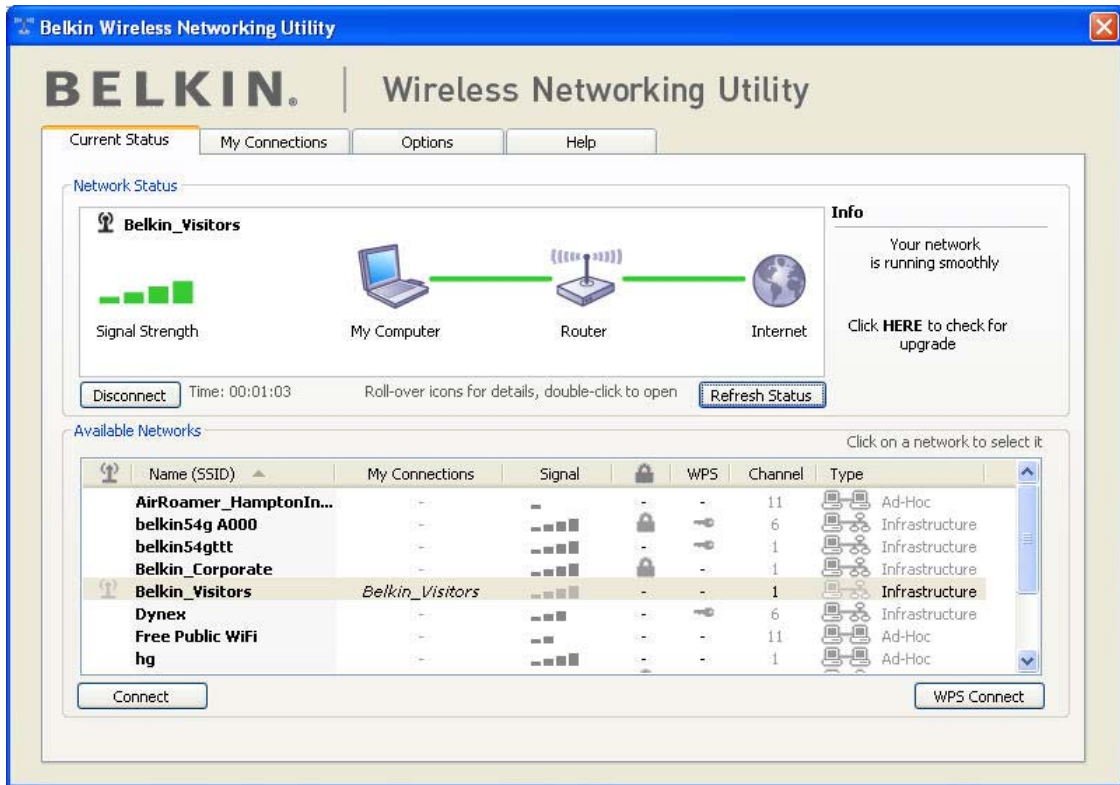 Belkin Wireless Networking Utility
BELKIN® | Wireless Networking Utility
Current Status My Connections Options Help
Network Status
Belkin_Visitors
Signal Strength
My Computer
Router
Internet
Info
Your network
is running smoothly
Click HERE to check for
upgrade
Disconnect Time: 00:01:03 Roll-over icons for details, double-click to open Refresh Status
Available Networks
Click on a network to select it
Name (SSID) My Connections Signal WPS Channel Type
AirRoamer_HamptonIn... - - - 11 Ad-Hoc
belkin54g A000 - 6 Infrastructure
belkin54gttt - - 1 Infrastructure
Belkin_Corporate - - 1 Infrastructure
Belkin_Visitors Belkin_Visitors - - 1 Infrastructure
Dynex - - 6 Infrastructure
Free Public WiFi - - - 11 Ad-Hoc
hg - - - 1 Ad-Hoc
Connect WPS Connect